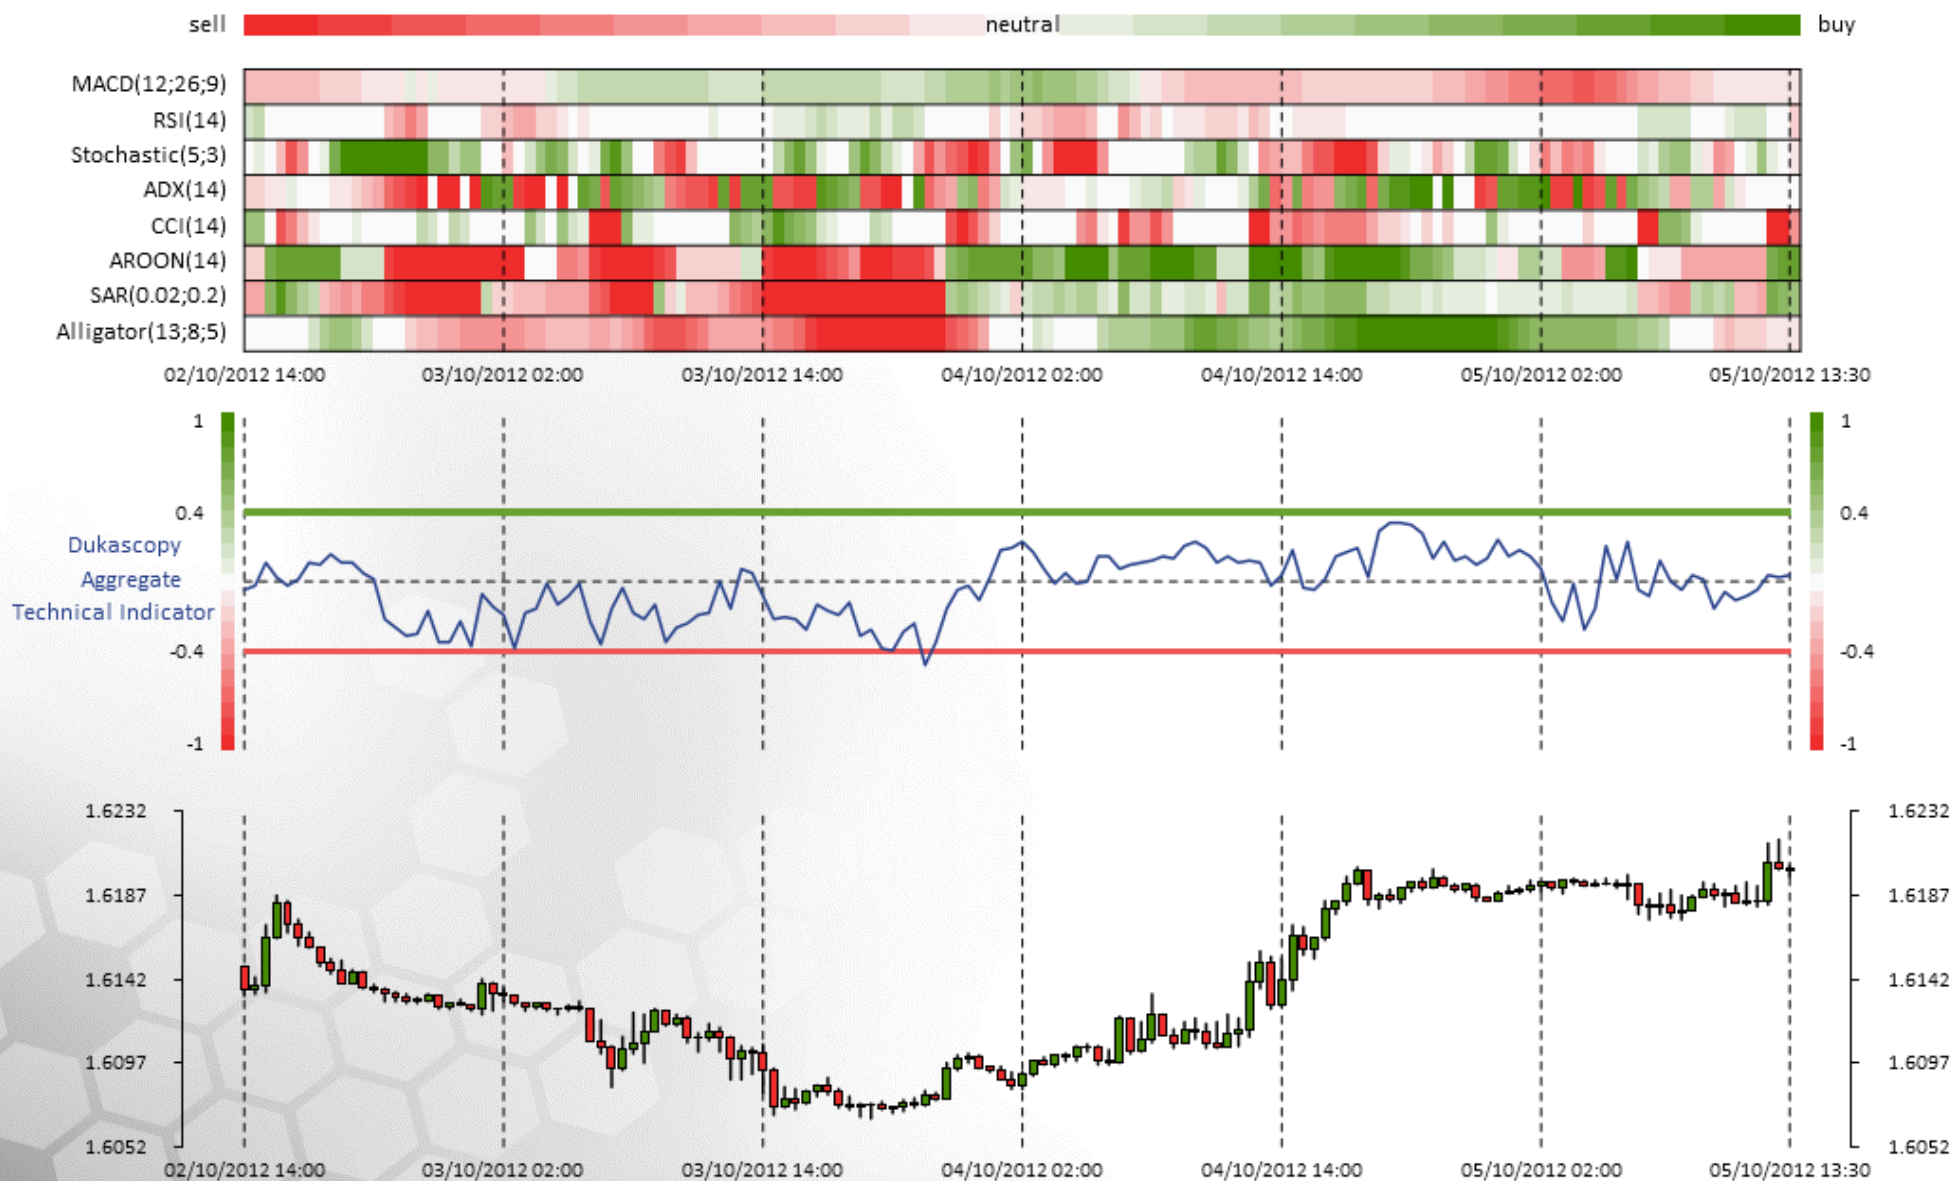 sell neutral buy
MACD(12;26;9)
RSI(14)
Stochastic(5;3)
ADX(14)
CCI(14)
AROON(14)
SAR(0.02;0.2)
Alligator(13;8;5)
02/10/2012 14:00 03/10/2012 02:00 03/10/2012 14:00 04/10/2012 02:00 04/10/2012 14:00 05/10/2012 02:00 05/10/2012 13:30
1 1
0.4 0.4
Dukascopy
Aggregate
Technical Indicator
-0.4 -0.4
-1 -1
1.6232 1.6232
1.6187 1.6187
1.6142 1.6142
1.6097 1.6097
1.6052 1.6052
02/10/2012 14:00 03/10/2012 02:00 03/10/2012 14:00 04/10/2012 02:00 04/10/2012 14:00 05/10/2012 02:00 05/10/2012 13:30